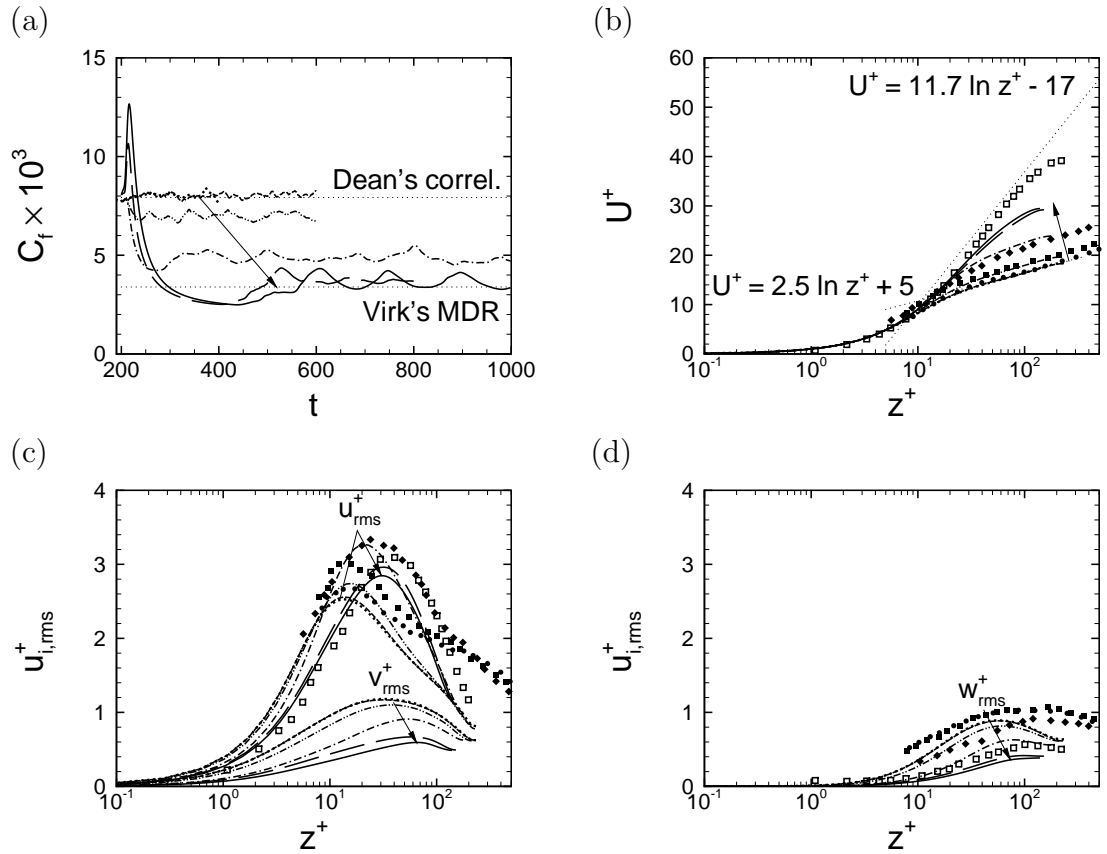 (a)
15
10
5
0
200
400
600
800
1000
C_f × 10^3
t
Dean's correl.
Virk's MDR
(b)
60
50
40
30
20
10
0
10^-1
10^0
10^1
10^2
U^+
z^+
U^+ = 11.7 ln z^+ - 17
U^+ = 2.5 ln z^+ + 5
(c)
4
3
2
1
0
10^-1
10^0
10^1
10^2
u^+_i,rms
z^+
u^+_rms
v^+_rms
(d)
4
3
2
1
0
10^-1
10^0
10^1
10^2
u^+_i,rms
z^+
w^+_rms